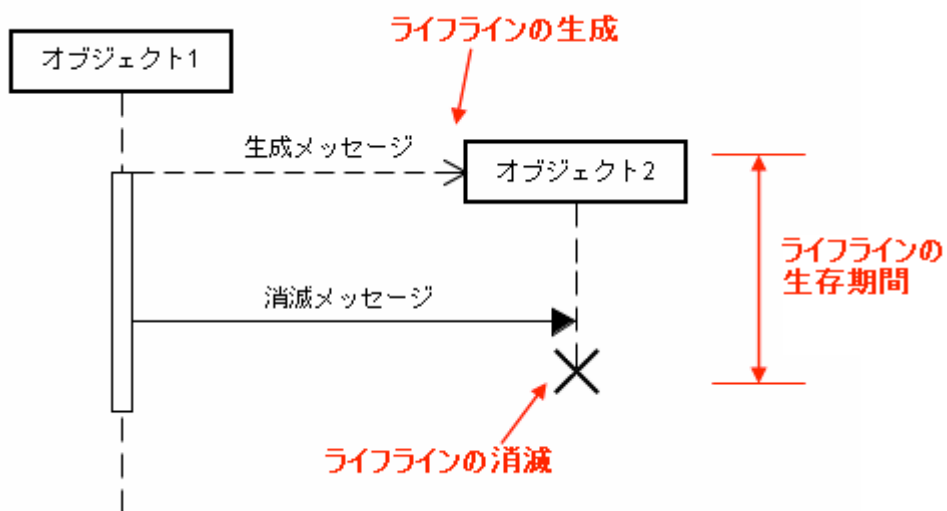 ライフラインの生成
オブジェクト1
生成メッセージ
オブジェクト2
ライフラインの
生存期間
消滅メッセージ
ライフラインの消滅